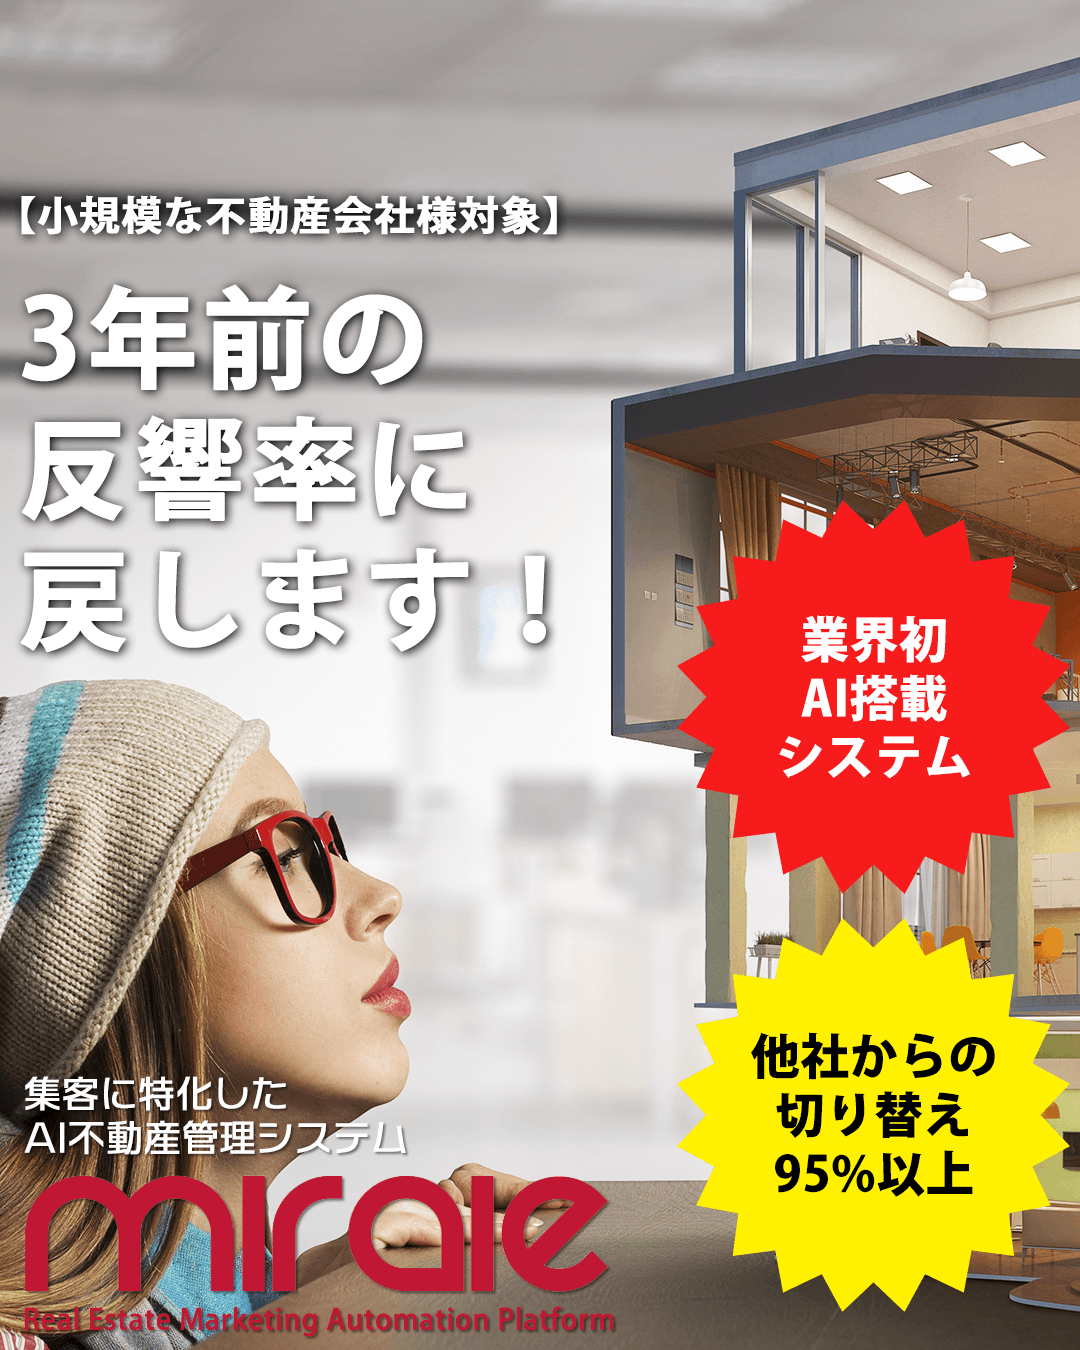 【小規模な不動産会社様対象】
3年前の
反響率に
戻します！
業界初
AI搭載
システム
他社からの
切り替え
95%以上
集客に特化した
AI不動産管理システム
miraie
Real Estate Marketing Automation Platform